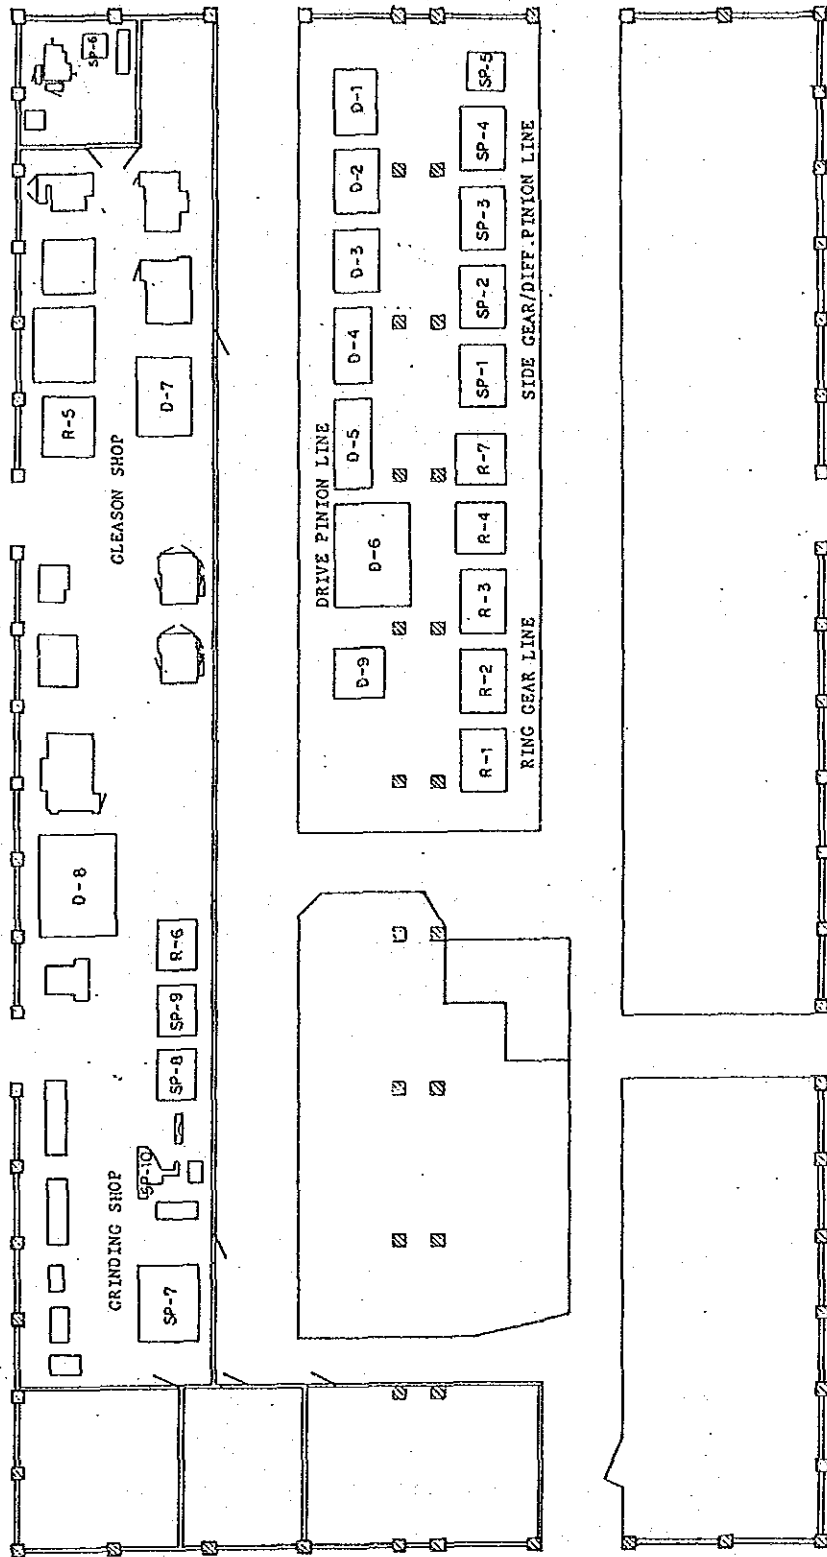 SP-6
R-5
D-7
GLEASON SHOP
D-8
R-6
SP-9
SP-8
SP-10
GRINDING SHOP
SP-7
D-1
D-2
D-3
D-4
D-5
DRIVE PINION LINE
D-6
D-9
SP-5
SP-4
SP-3
SP-2
SP-1
SIDE GEAR/DIFF.PINION LINE
R-7
R-4
R-3
R-2
R-1
RING GEAR LINE